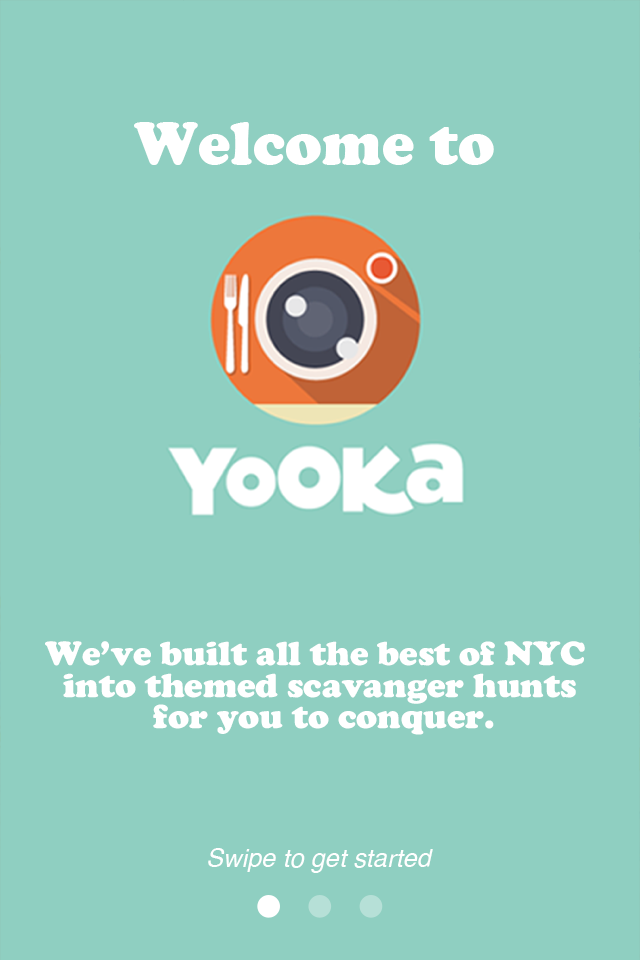 Welcome to
YOOKa
We’ve built all the best of NYC
into themed scavanger hunts
for you to conquer.
Swipe to get started